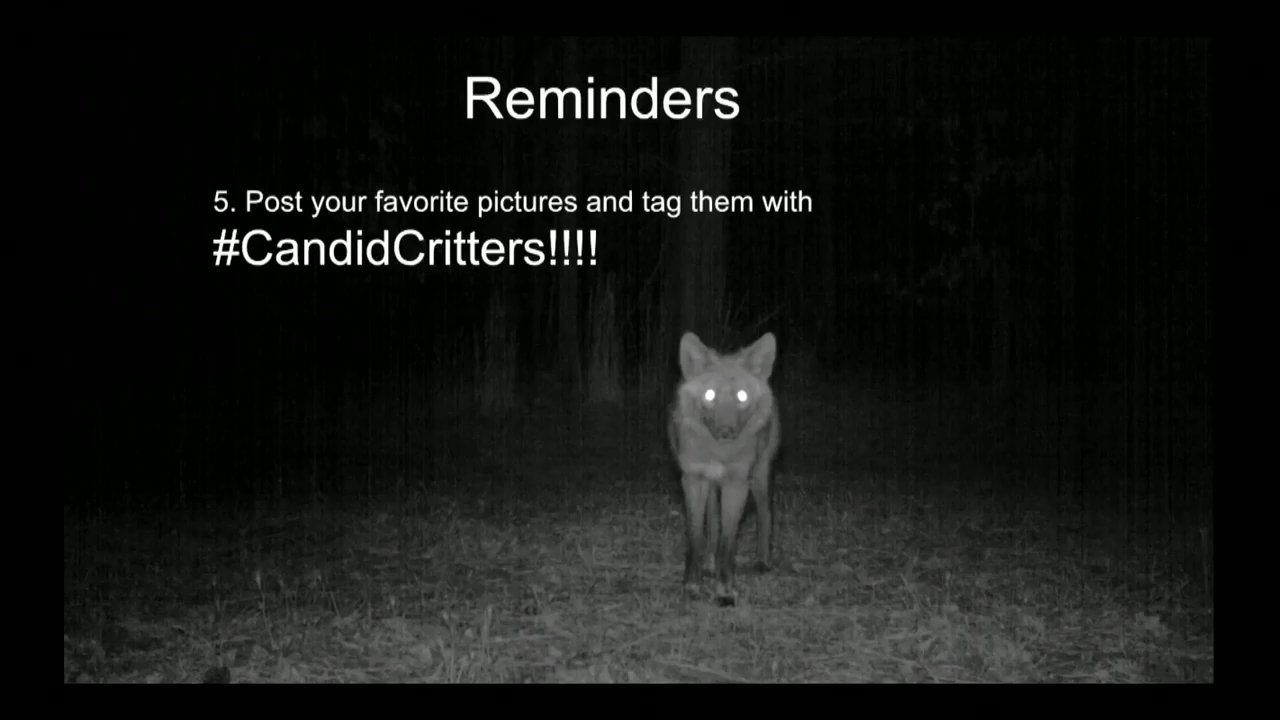 Reminders
5. Post your favorite pictures and tag them with
#CandidCritters!!!!